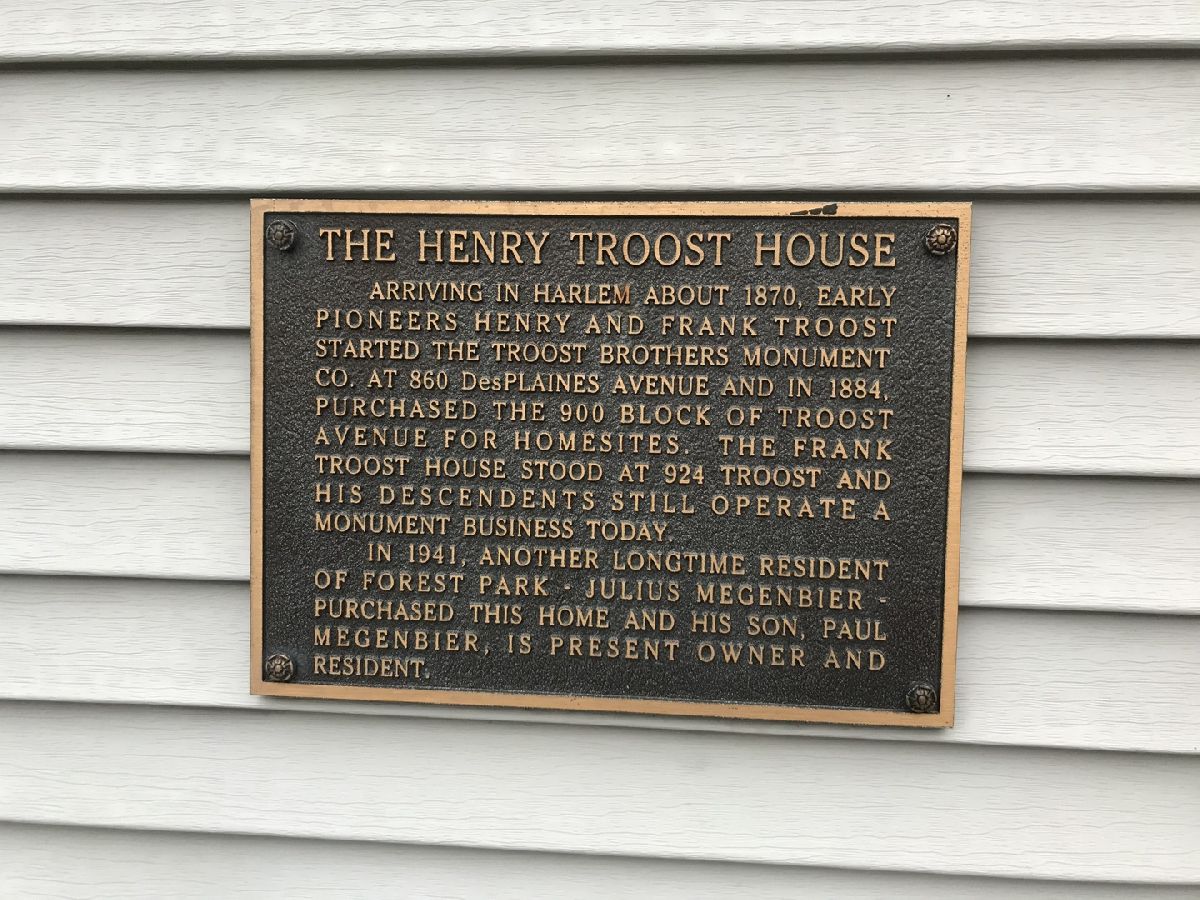 THE HENRY TROOST HOUSE
ARRIVING IN HARLEM ABOUT 1870, EARLY
PIONEERS HENRY AND FRANK TROOST
STARTED THE TROOST BROTHERS MONUMENT
CO. AT 860 DesPLAINES AVENUE AND IN 1884,
PURCHASED THE 900 BLOCK OF TROOST
AVENUE FOR HOMESITES. THE FRANK
TROOST HOUSE STOOD AT 924 TROOST AND
HIS DESCENDENTS STILL OPERATE A
MONUMENT BUSINESS TODAY.
IN 1941, ANOTHER LONGTIME RESIDENT
OF FOREST PARK - JULIUS MEGENBIER -
PURCHASED THIS HOME AND HIS SON, PAUL
MEGENBIER, IS PRESENT OWNER AND
RESIDENT.